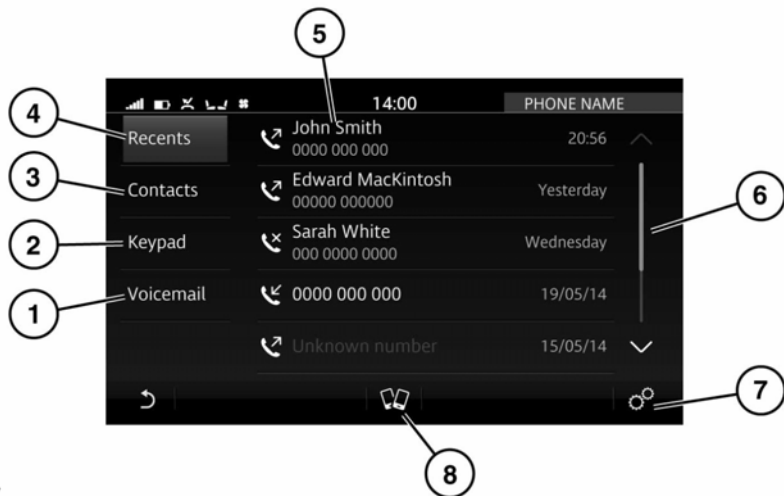 5
14:00 PHONE NAME
4
Recents
John Smith
0000 000 000
20:56
3
Contacts
Edward MacKintosh
00000 000000
Yesterday
6
2
Keypad
Sarah White
000 0000 0000
Wednesday
1
Voicemail
0000 000 000
19/05/14
Unknown number
15/05/14
7
8